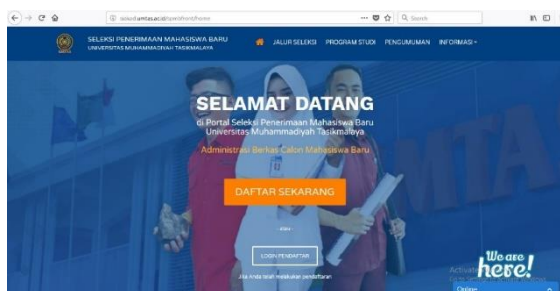 Search
SELEKSI PENERIMAAN MAHASISWA BARU
UNIVERSITAS MUHAMMADIYAH TASIKMALAYA
JALUR SELEKSI PROGRAM STUDI PENGUMUMAN INFORMASI
SELAMAT DATANG
di Portal Seleksi Penerimaan Mahasiswa Baru
Universitas Muhammadiyah Tasikmalaya
Administrasi Berkas Calon Mahasiswa Baru
DAFTAR SEKARANG
- atau -
LOGIN PENDAFTAR
Jika Anda telah melakukan pendaftaran
We are
here!
Online